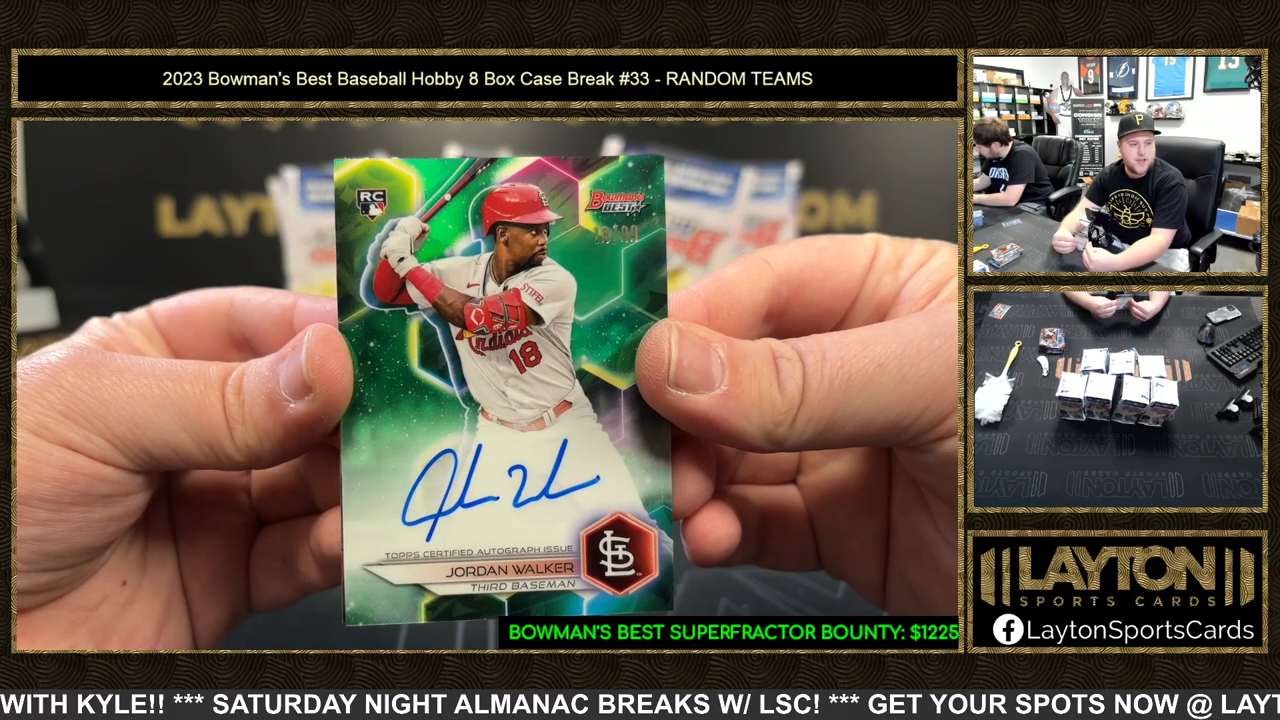 2023 Bowman's Best Baseball Hobby 8 Box Case Break #33 - RANDOM TEAMS
RC
Bowman's
BEST
STIFEL
18
TOPPS CERTIFIED AUTOGRAPH ISSUE
JORDAN WALKER
THIRD BASEMAN
BOWMAN'S BEST SUPERFRACTOR BOUNTY: $1225
9
P
LAYTON
SPORTS CARDS
LaytonSportsCards
WITH KYLE!! *** SATURDAY NIGHT ALMANAC BREAKS W/ LSC! *** GET YOUR SPOTS NOW @ LAYT